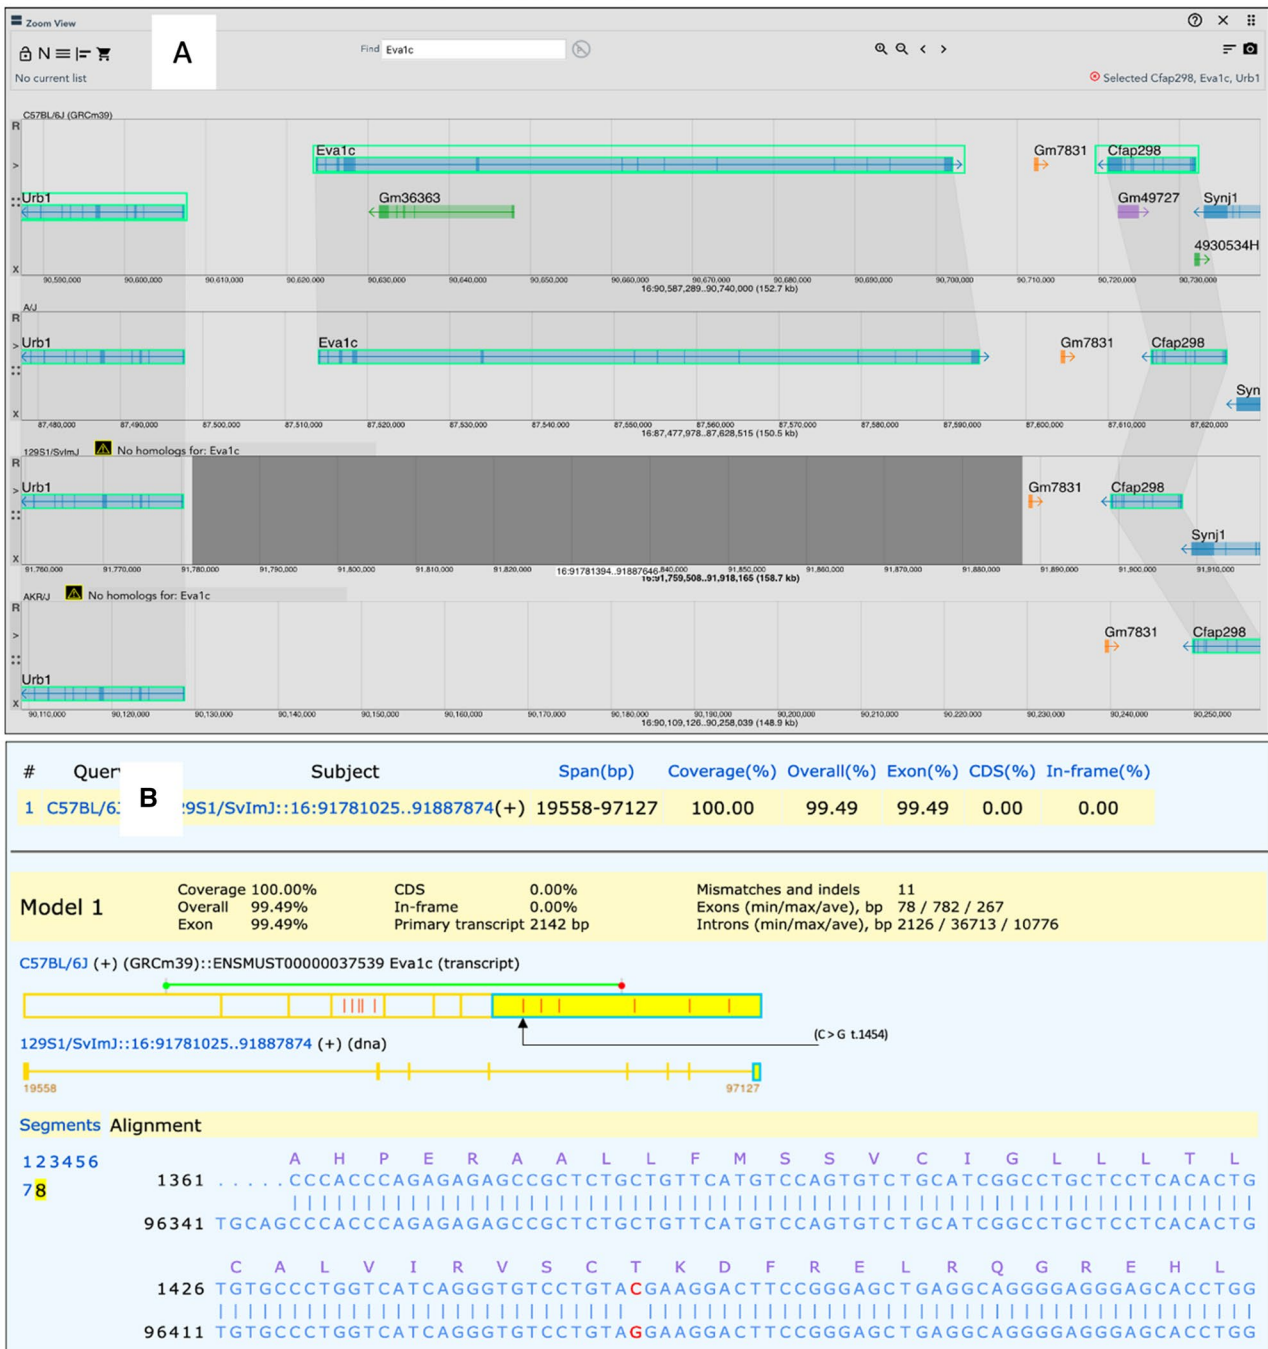 Zoom View
A
N
Find Eva1c
No current list
Selected Cfap298, Eva1c, Urb1
C57BL/6J (GRCm39)
R
>
X
Eva1c Gm7831 Cfap298
Urb1 Gm36363 Gm49727 Synj1
4930534H
90,590,000 90,600,000 90,610,000 90,620,000 90,630,000 90,640,000 90,650,000 90,660,000 90,670,000 90,680,000 90,690,000 90,700,000 90,710,000 90,720,000 90,730,000
16:90,587,289..90,740,000 (152.7 kb)
A/J
R
>
X
Urb1 Eva1c Gm7831 Cfap298
Syn
87,480,000 87,490,000 87,500,000 87,510,000 87,520,000 87,530,000 87,540,000 87,550,000 87,560,000 87,570,000 87,580,000 87,590,000 87,600,000 87,610,000 87,620,000
16:87,477,978..87,628,515 (150.5 kb)
129S1/SvImJ No homologs for: Eva1c
R
>
X
Urb1 Gm7831 Cfap298
Synj1
91,760,000 91,770,000 91,780,000 91,790,000 91,800,000 91,810,000 91,820,000 16:91781394..91887646 840,000 91,850,000 91,860,000 91,870,000 91,880,000 91,890,000 91,900,000 91,910,000
16:91,759,508..91,918,165 (158.7 kb)
AKR/J No homologs for: Eva1c
R
>
X
Gm7831 Cfap298
Urb1
90,110,000 90,120,000 90,130,000 90,140,000 90,150,000 90,160,000 90,170,000 90,180,000 90,190,000 90,200,000 90,210,000 90,220,000 90,230,000 90,240,000 90,250,000
16:90,109,126..90,258,039 (148.9 kb)
B
# Query Subject Span(bp) Coverage(%) Overall(%) Exon(%) CDS(%) In-frame(%)
1 C57BL/6J 29S1/SvImJ::16:91781025..91887874(+) 19558-97127 100.00 99.49 99.49 0.00 0.00
Model 1
Coverage 100.00% CDS 0.00% Mismatches and indels 11
Overall 99.49% In-frame 0.00% Exons (min/max/ave), bp 78 / 782 / 267
Exon 99.49% Primary transcript 2142 bp Introns (min/max/ave), bp 2126 / 36713 / 10776
C57BL/6J (+) (GRCm39)::ENSMUST00000037539 Eva1c (transcript)
(C > G t.1454)
129S1/SvImJ::16:91781025..91887874 (+) (dna)
19558 97127
Segments Alignment
1 2 3 4 5 6
7 8
A H P E R A A L L F M S S V C I G L L L T L
1361 .....CCCACCCAGAGAGAGCCGCTCTGCTGTTCATGTCCAGTGTCTGCATCGGCCTGCTCCTCACACTG
96341 TGCAGCCCACCCAGAGAGAGCCGCTCTGCTGTTCATGTCCAGTGTCTGCATCGGCCTGCTCCTCACACTG
C A L V I R V S C T K D F R E L R Q G R E H L
1426 TGTGCCCTGGTCATCAGGGTGTCCTGTACGAAGGACTTCCGGGAGCTGAGGCAGGGGAGGGAGCACCTGG
96411 TGTGCCCTGGTCATCAGGGTGTCCTGTAGGAAGGACTTCCGGGAGCTGAGGCAGGGGAGGGAGCACCTGG